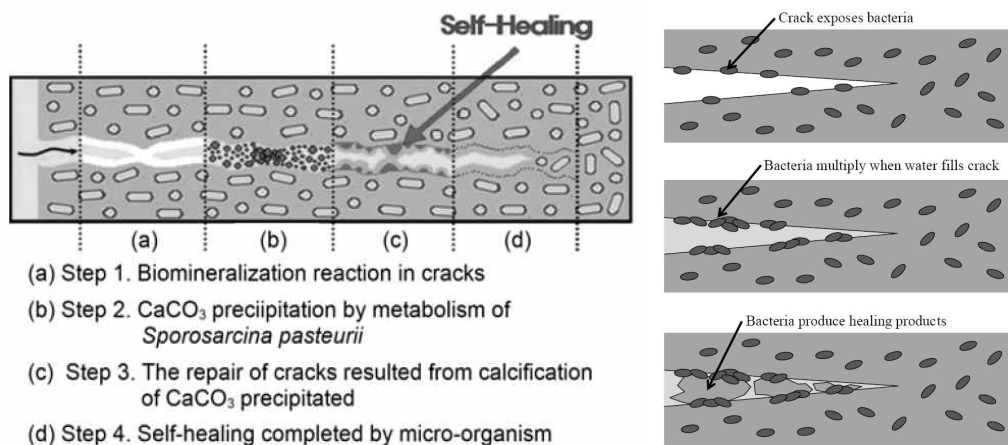 Self-Healing
(a) (b) (c) (d)
(a) Step 1. Biomineralization reaction in cracks
(b) Step 2. CaCO₃ preciipitation by metabolism of
Sporosarcina pasteurii
(c) Step 3. The repair of cracks resulted from calcification
of CaCO₃ precipitated
(d) Step 4. Self-healing completed by micro-organism
Crack exposes bacteria
Bacteria multiply when water fills crack
Bacteria produce healing products